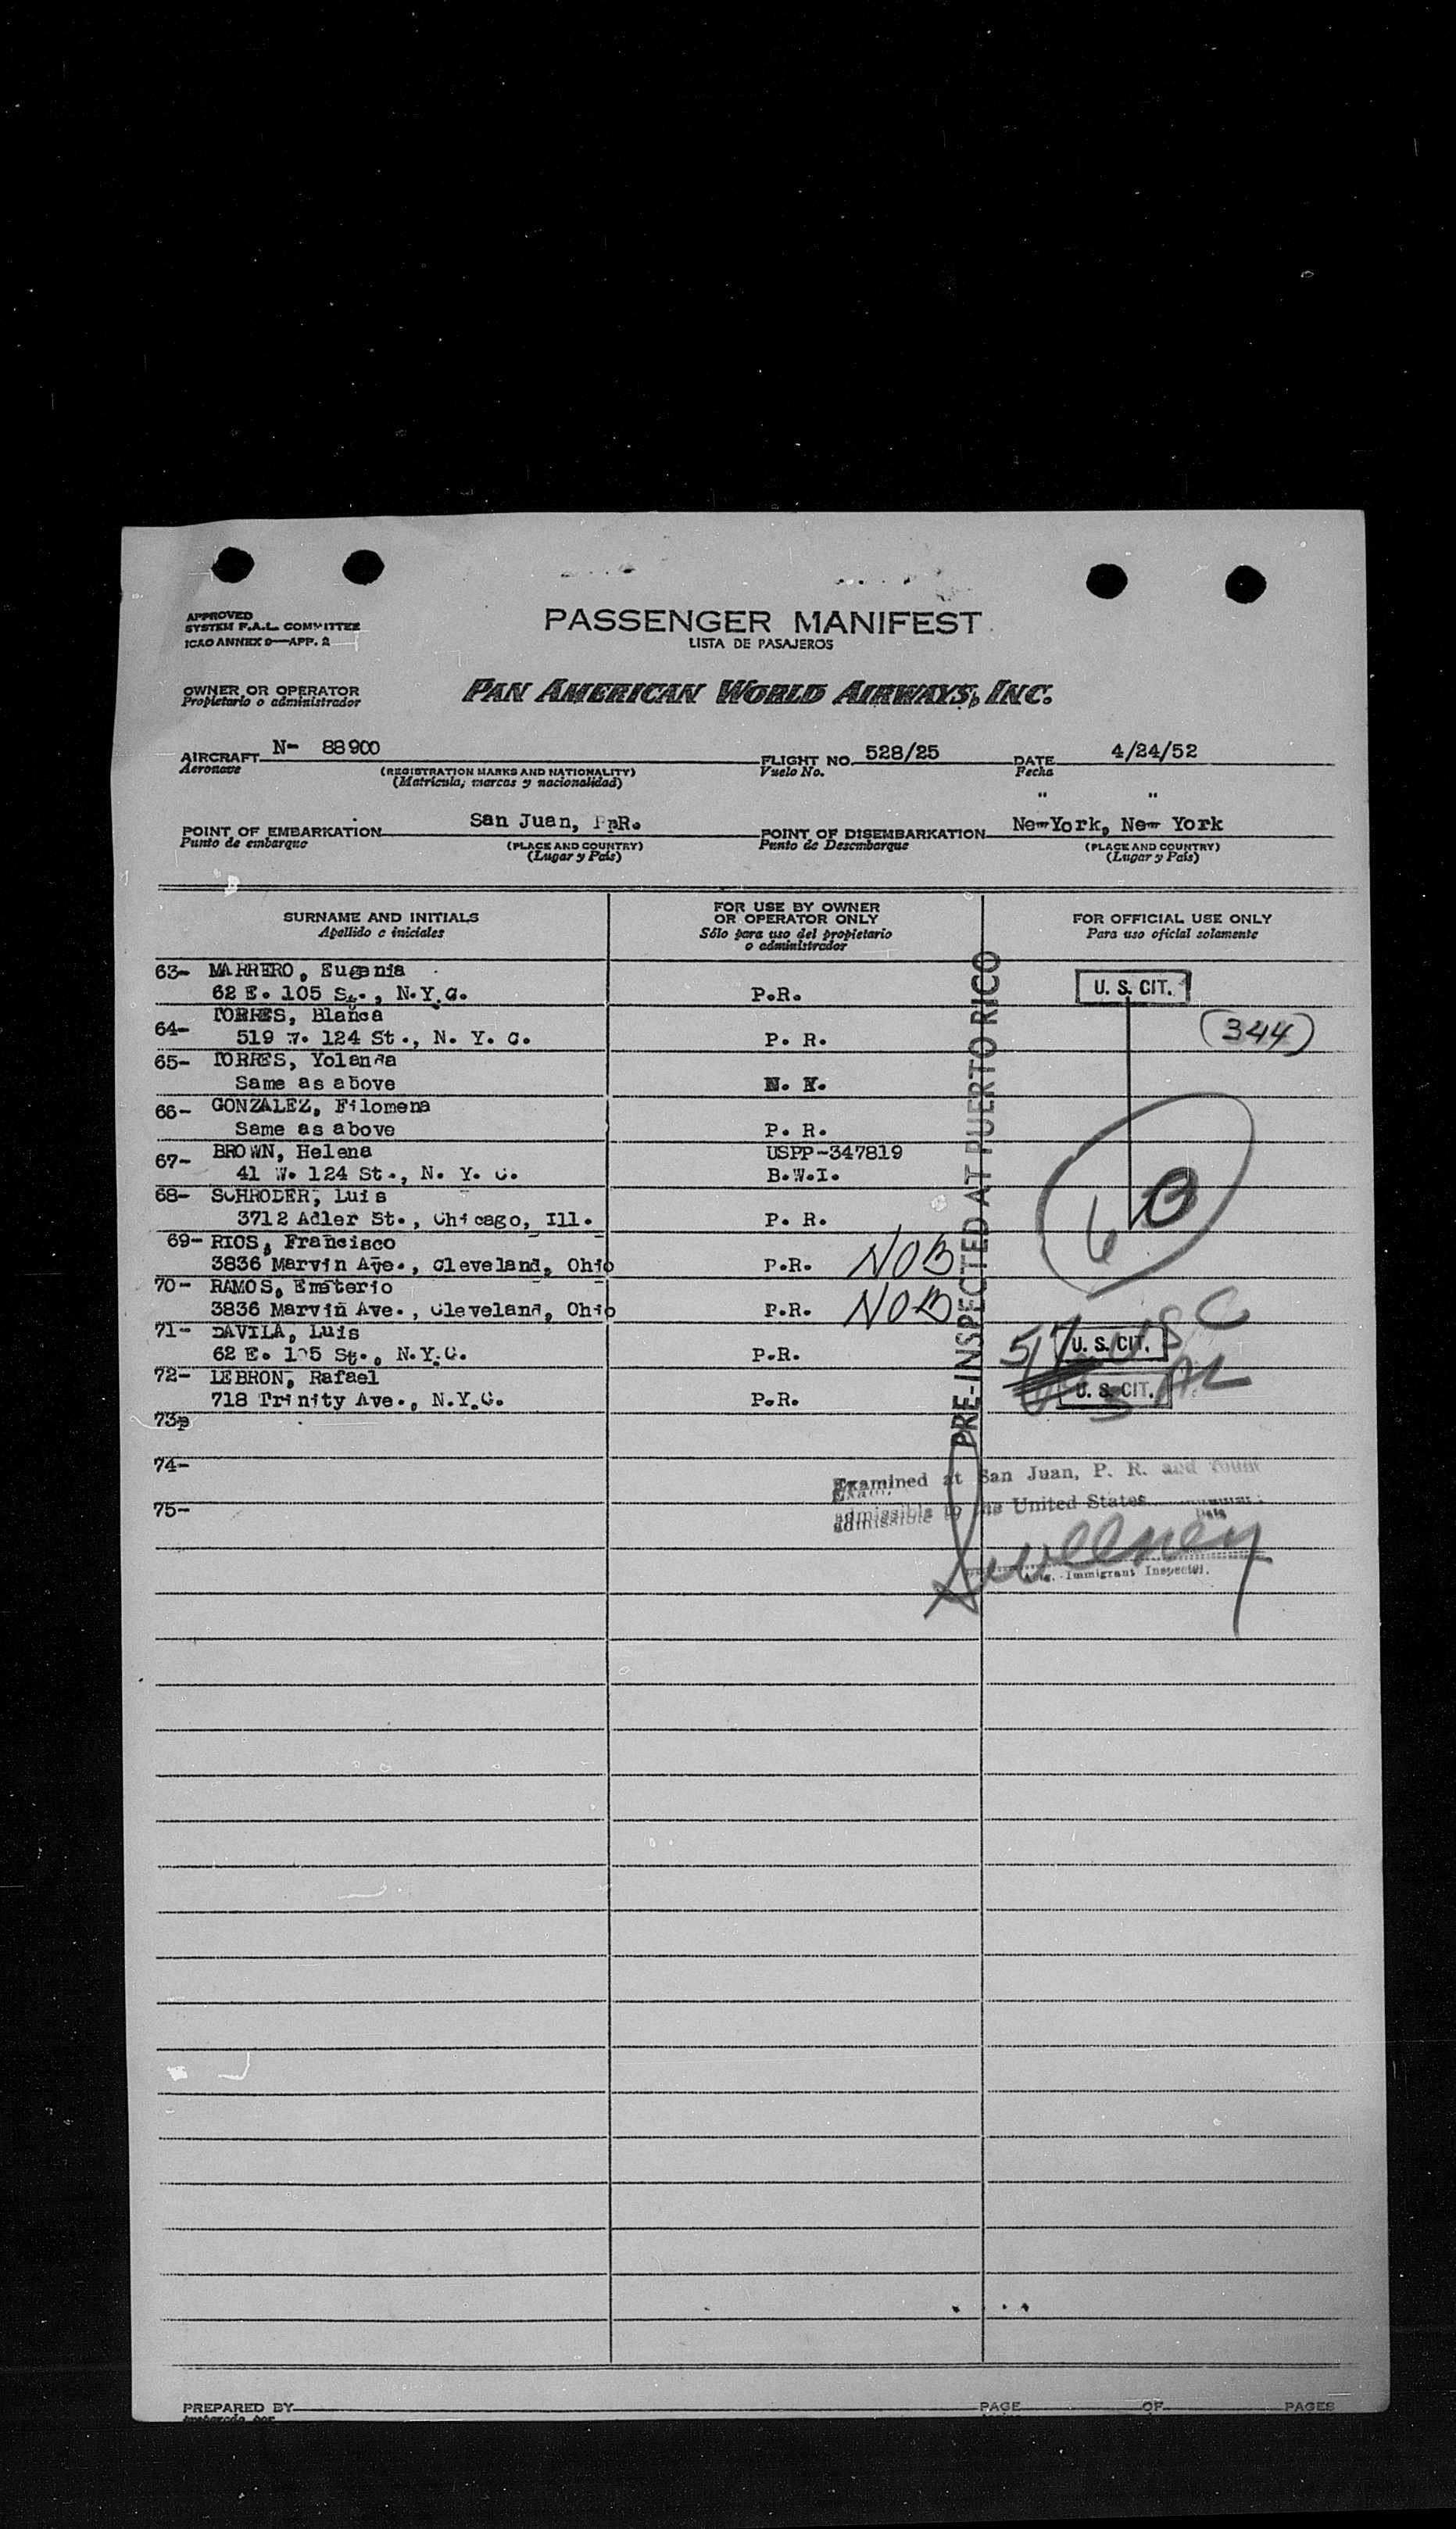 APPROVED
SYSTEM F.A.L. COMMITTEE
ICAO ANNEX 9—APP. 2
PASSENGER MANIFEST
LISTA DE PASAJEROS
OWNER OR OPERATOR
Propietario o administrador
PAN AMERICAN WORLD AIRWAYS, INC.
AIRCRAFT N- 88900
Aeronave
(REGISTRATION MARKS AND NATIONALITY)
(Matrícula, marcas y nacionalidad)
FLIGHT NO. 528/25
Vuelo No.
DATE 4/24/52
Fecha
" "
POINT OF EMBARKATION San Juan, P.R.
Punto de embarque
(PLACE AND COUNTRY)
(Lugar y País)
POINT OF DISEMBARKATION New York, New York
Punto de Desembarque
(PLACE AND COUNTRY)
(Lugar y País)
SURNAME AND INITIALS
Apellido e iniciales
FOR USE BY OWNER
OR OPERATOR ONLY
Sólo para uso del propietario
o administrador
FOR OFFICIAL USE ONLY
Para uso oficial solamente
63- MARRERO, Eugenia
62 E. 105 St., N.Y.C. P.R. U. S. CIT.
64- TORRES, Blanca
519 W. 124 St., N. Y. C. P. R. (344)
65- TORRES, Yolanda
Same as above N. Y.
66- GONZALEZ, Filomena
Same as above P. R.
67- BROWN, Helena USPP-347819
41 W. 124 St., N. Y. C. B.W.I.
68- SCHRODER, Luis
3712 Adler St., Chicago, Ill. P. R.
69- RIOS, Francisco
3836 Marvin Ave., Cleveland, Ohio P.R. NOB
70- RAMOS, Emeterio
3836 Marvin Ave., Cleveland, Ohio P.R. NOB
71- DAVILA, Luis
62 E. 105 St., N.Y.C. P.R. 57 USC U. S. CIT.
72- LEBRON, Rafael
718 Trinity Ave., N.Y.C. P.R. U. S. CIT. AL
73-
74-
75-
PRE-INSPECTED AT PUERTO RICO
Examined at San Juan, P. R. and found
admissible to the United States
Date
Sweeney
Immigrant Inspector.
PREPARED BY
Preparado por
PAGE OF PAGES